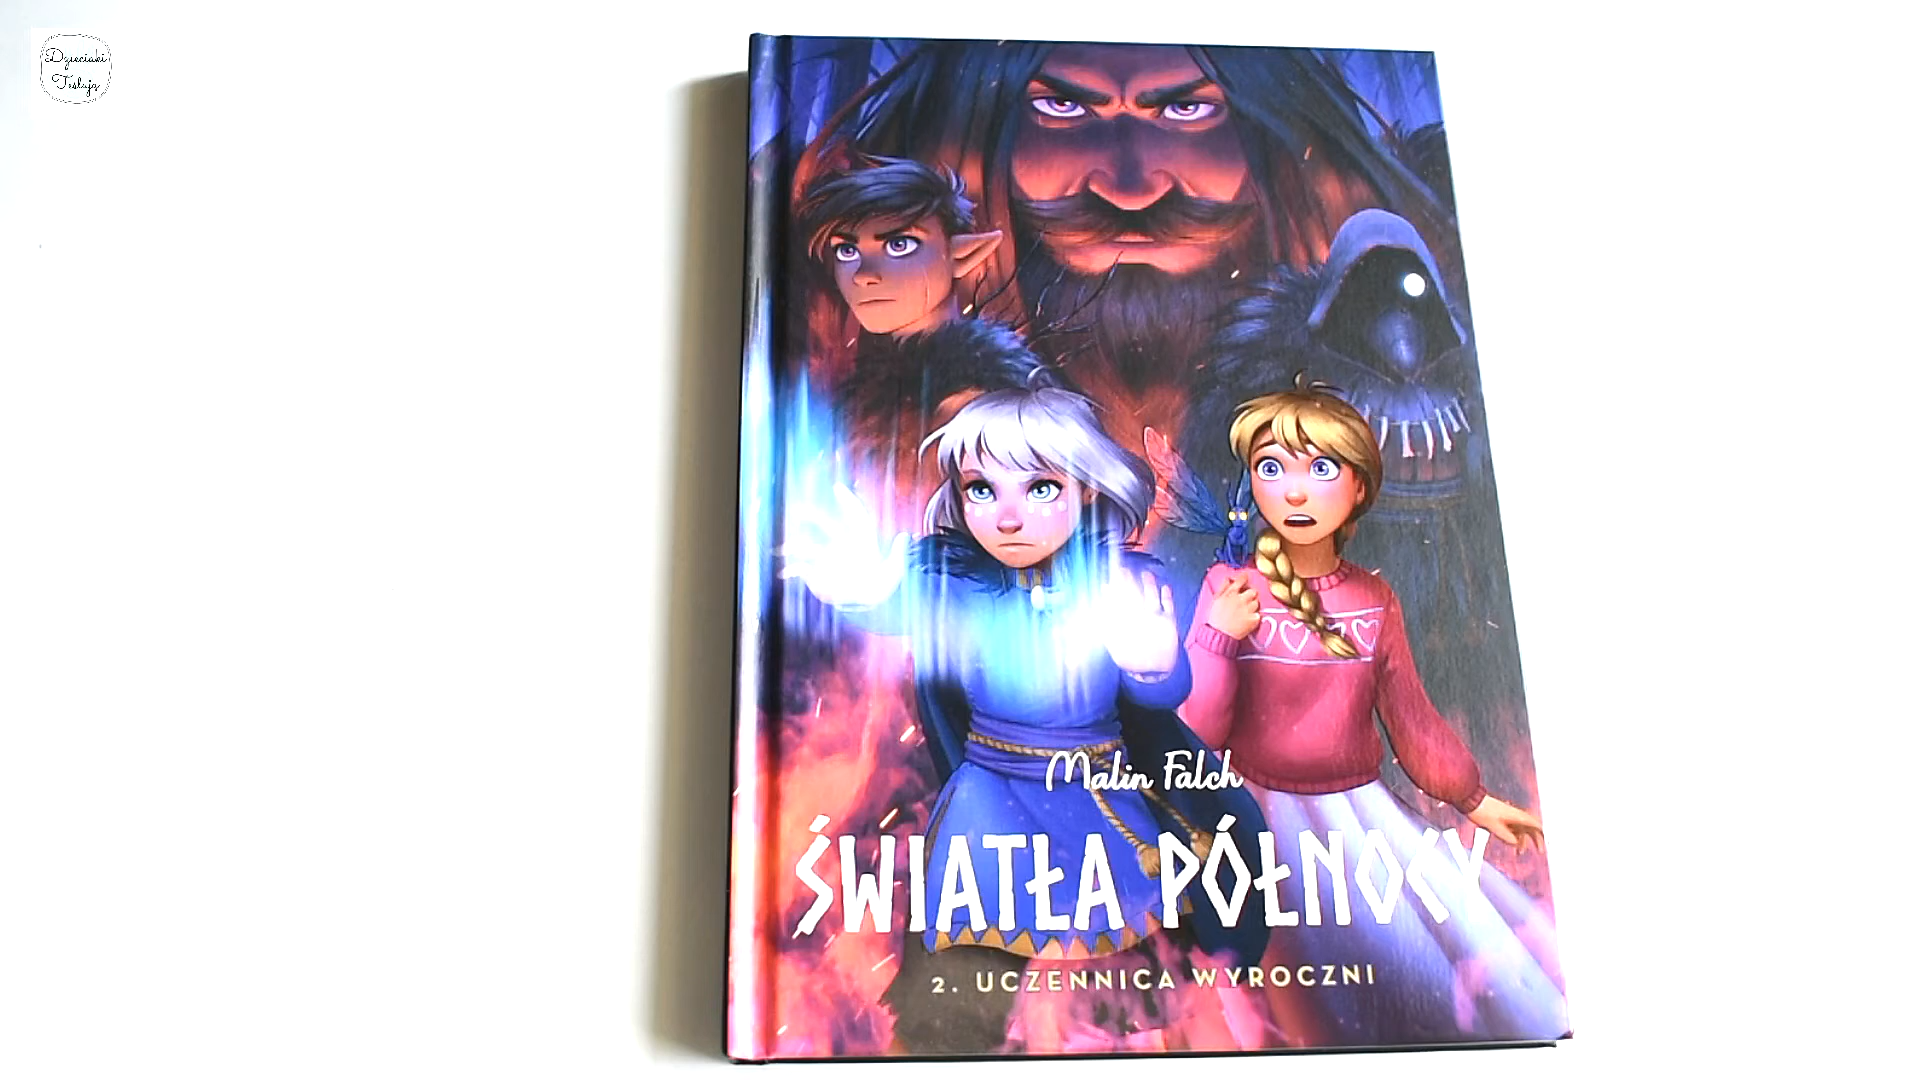 Dzieciaki
Testują
Malin Falch
ŚWIATŁA PÓŁNOCY
2. UCZENNICA WYROCZNI